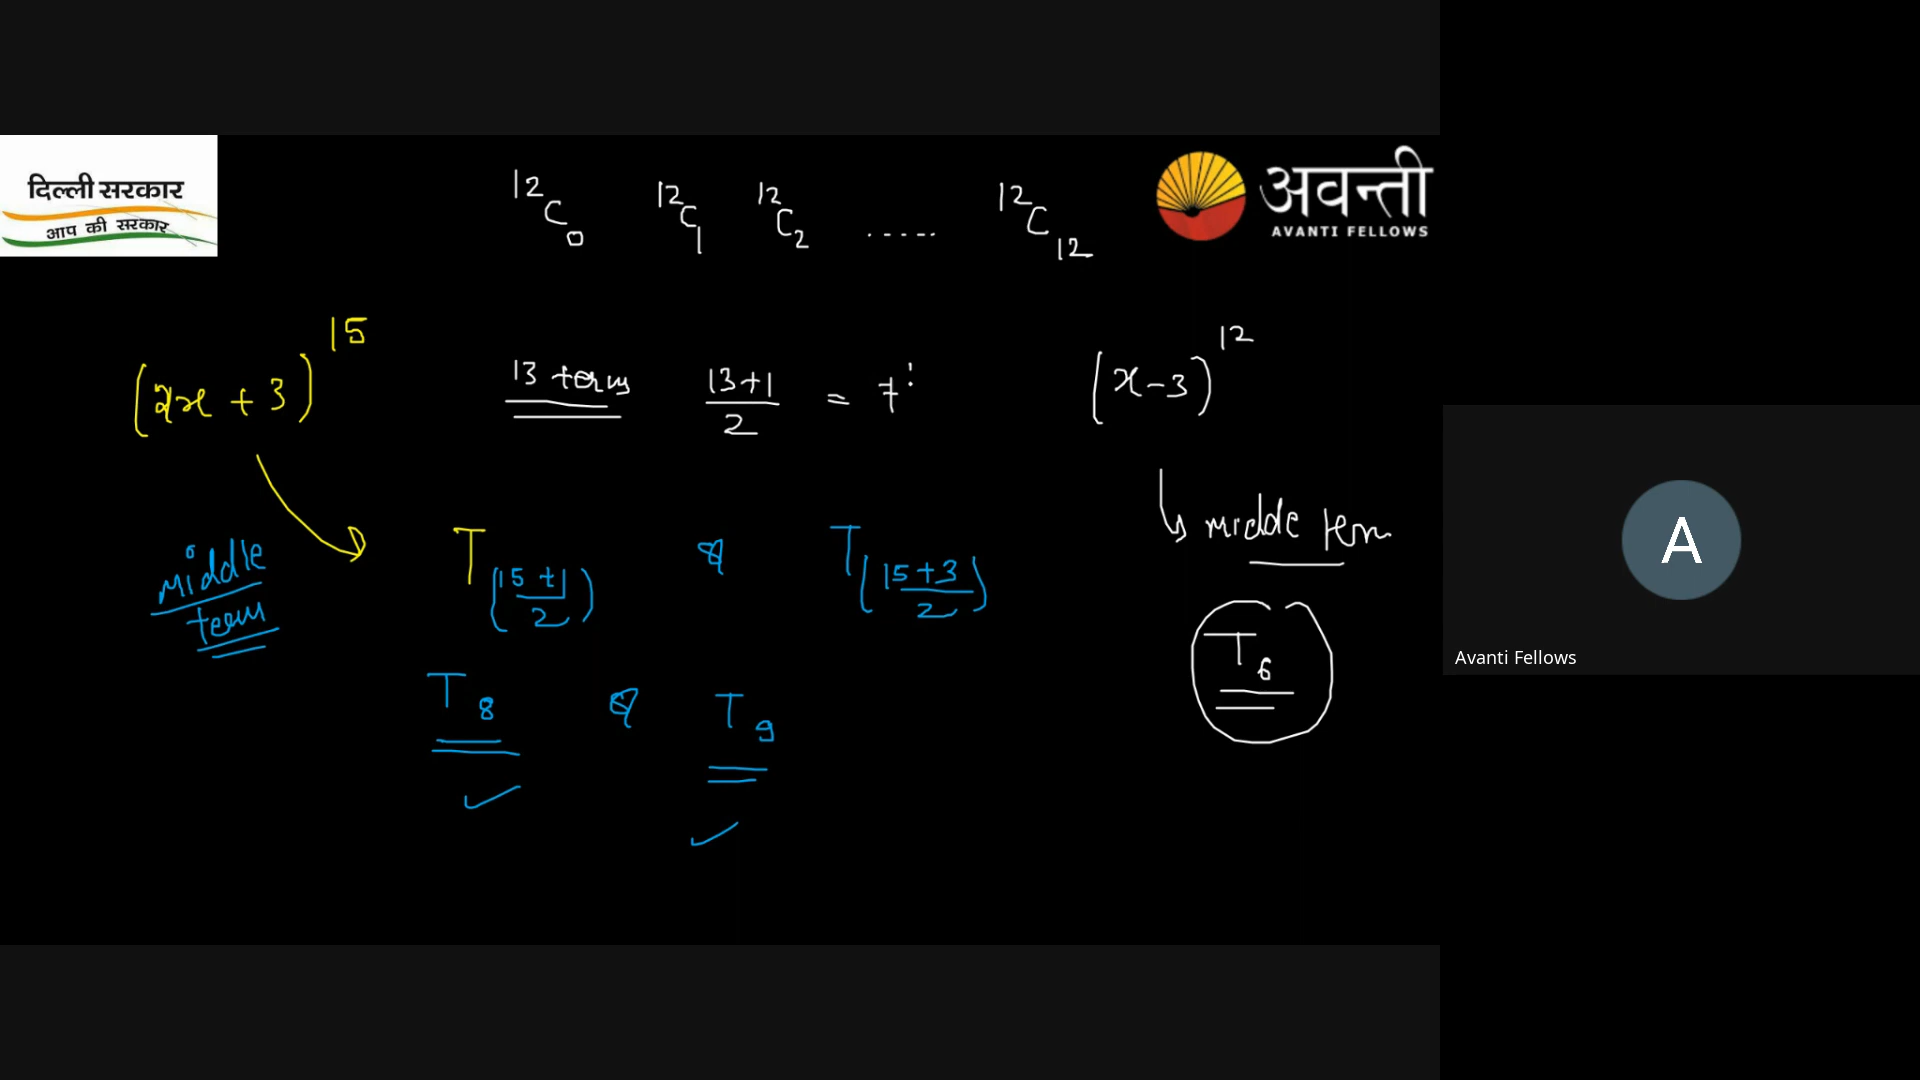 दिल्ली सरकार
आप की सरकार
12C0 12C1 12C2 ..... 12C12
अवन्ती
AVANTI FELLOWS
(2x + 3)^15
13 terms (13+1)/2 = 7
(x-3)^12
middle term
middle
term
T((15+1)/2) & T((15+3)/2)
T6
T8 & T9
A
Avanti Fellows